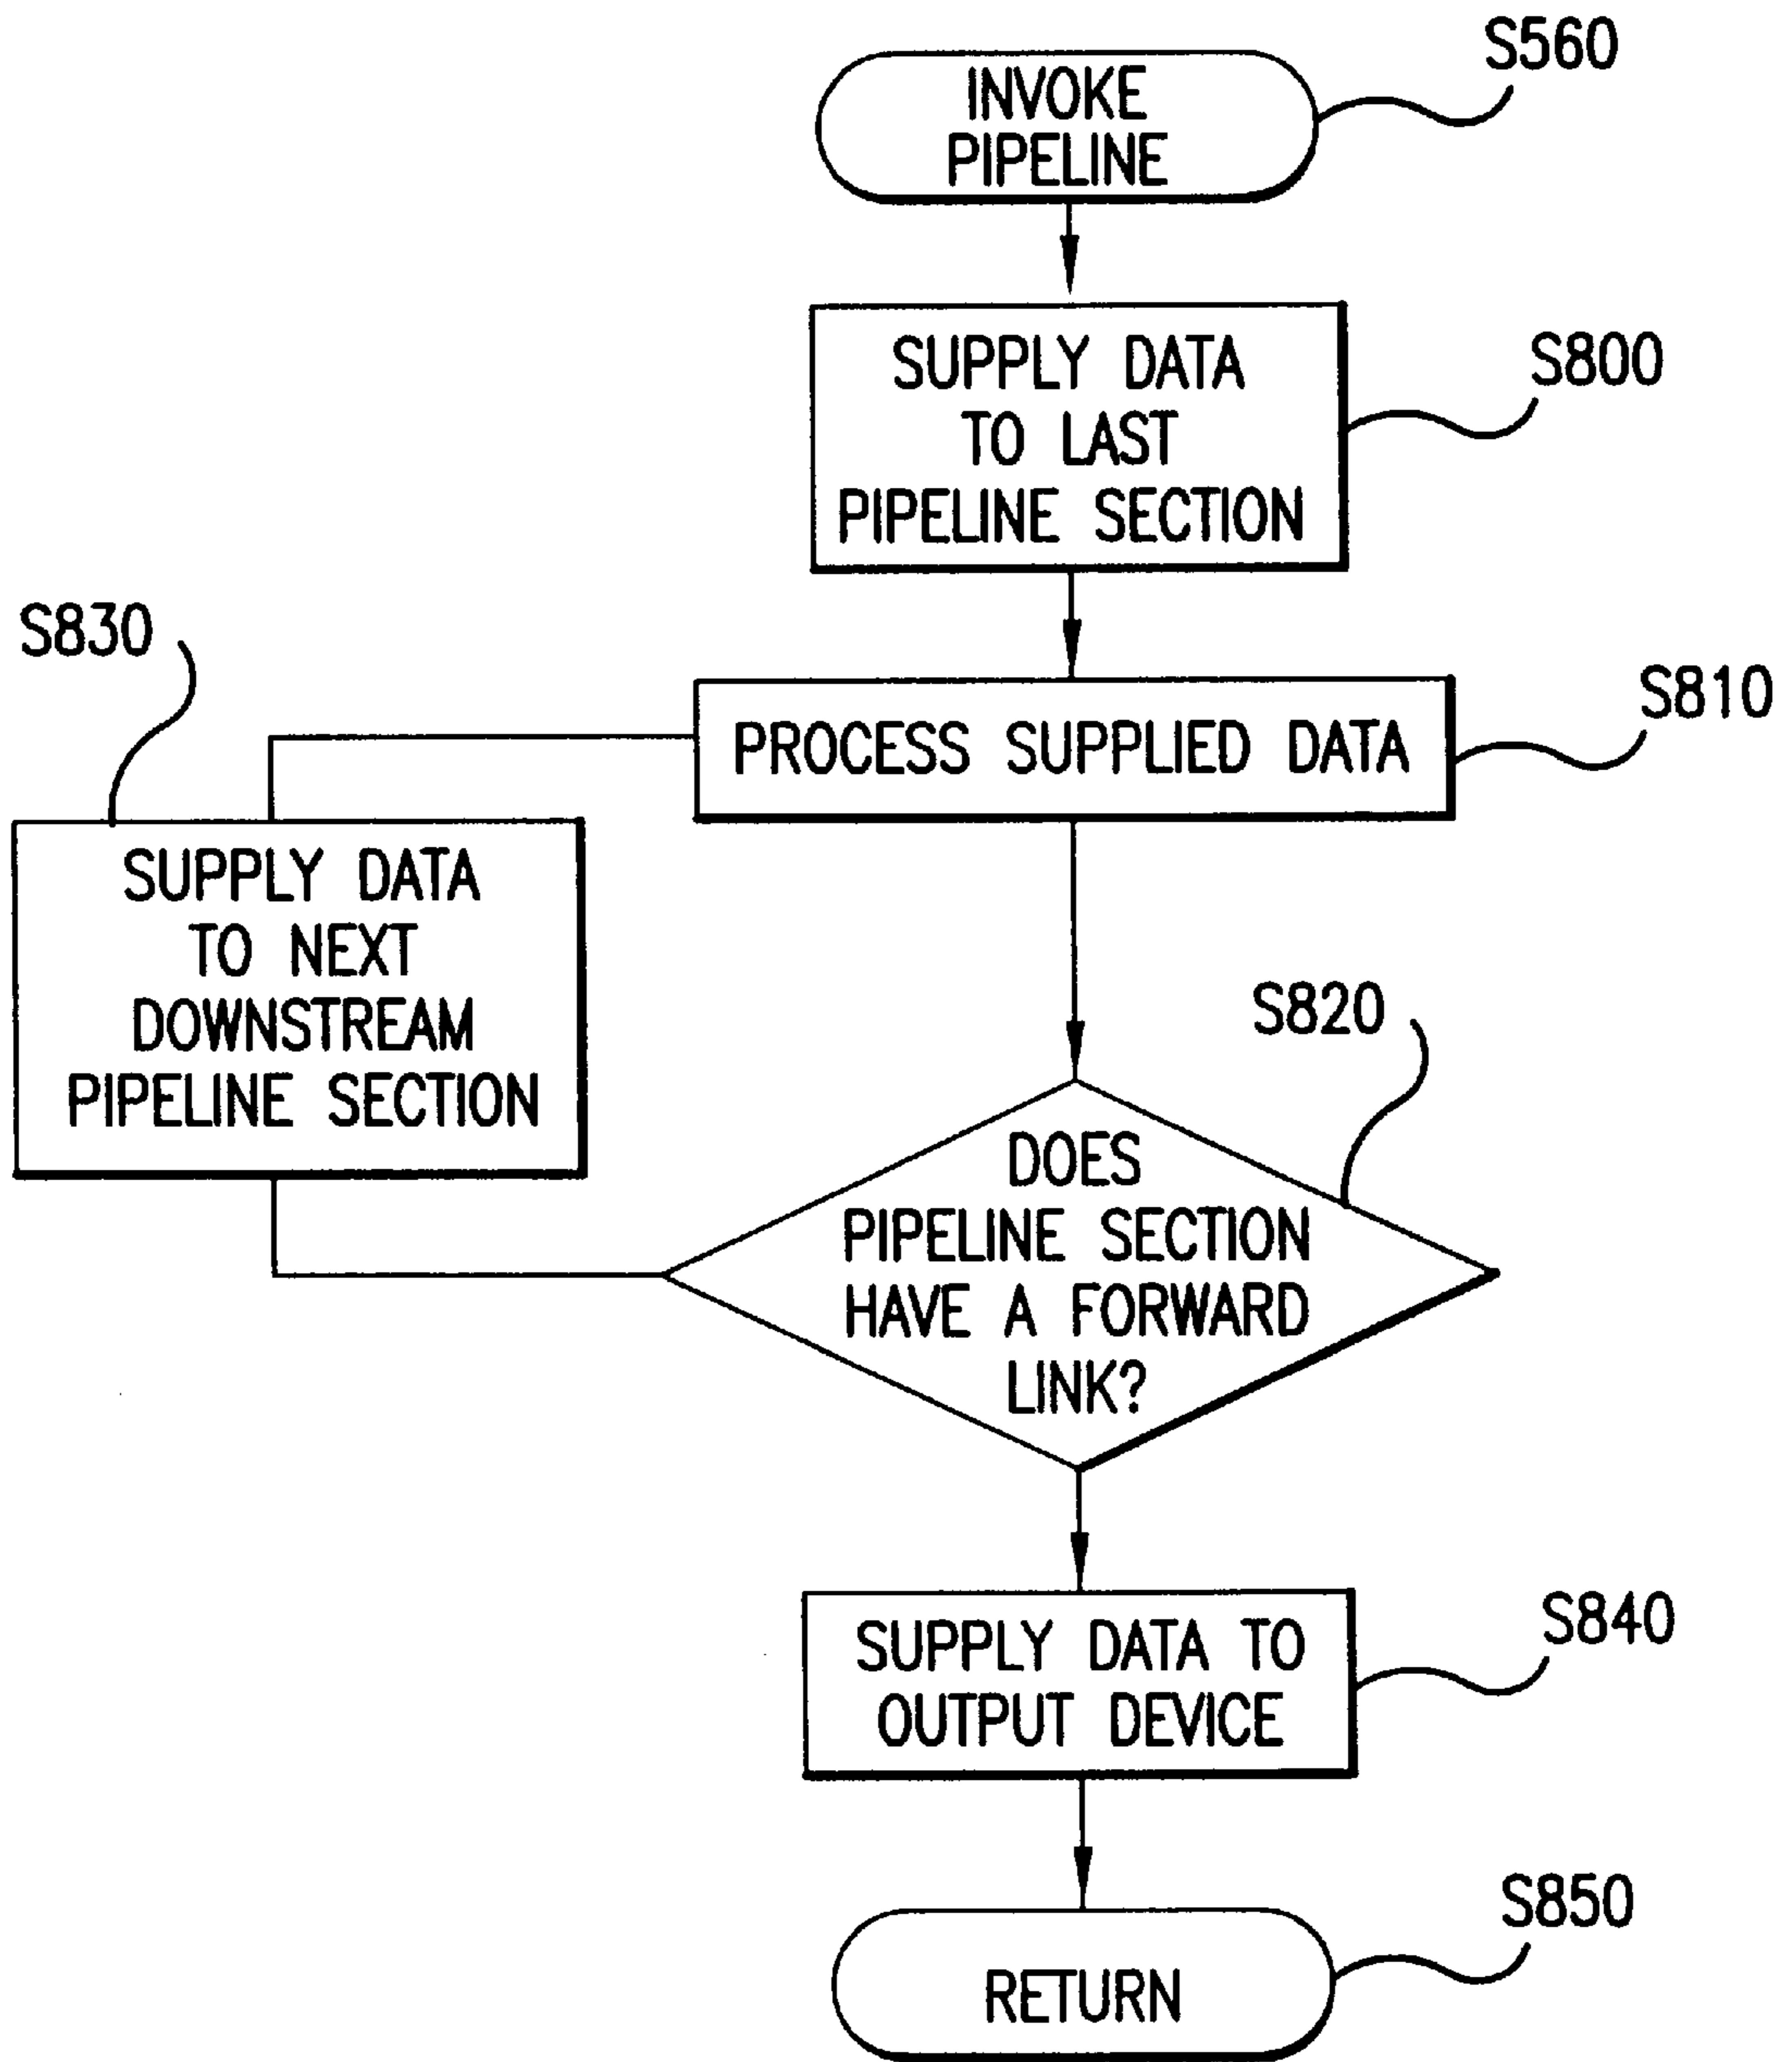 S560
INVOKE
PIPELINE
S800
SUPPLY DATA
TO LAST
PIPELINE SECTION
S830
S810
PROCESS SUPPLIED DATA
SUPPLY DATA
TO NEXT
DOWNSTREAM
PIPELINE SECTION
S820
DOES
PIPELINE SECTION
HAVE A FORWARD
LINK?
S840
SUPPLY DATA TO
OUTPUT DEVICE
S850
RETURN